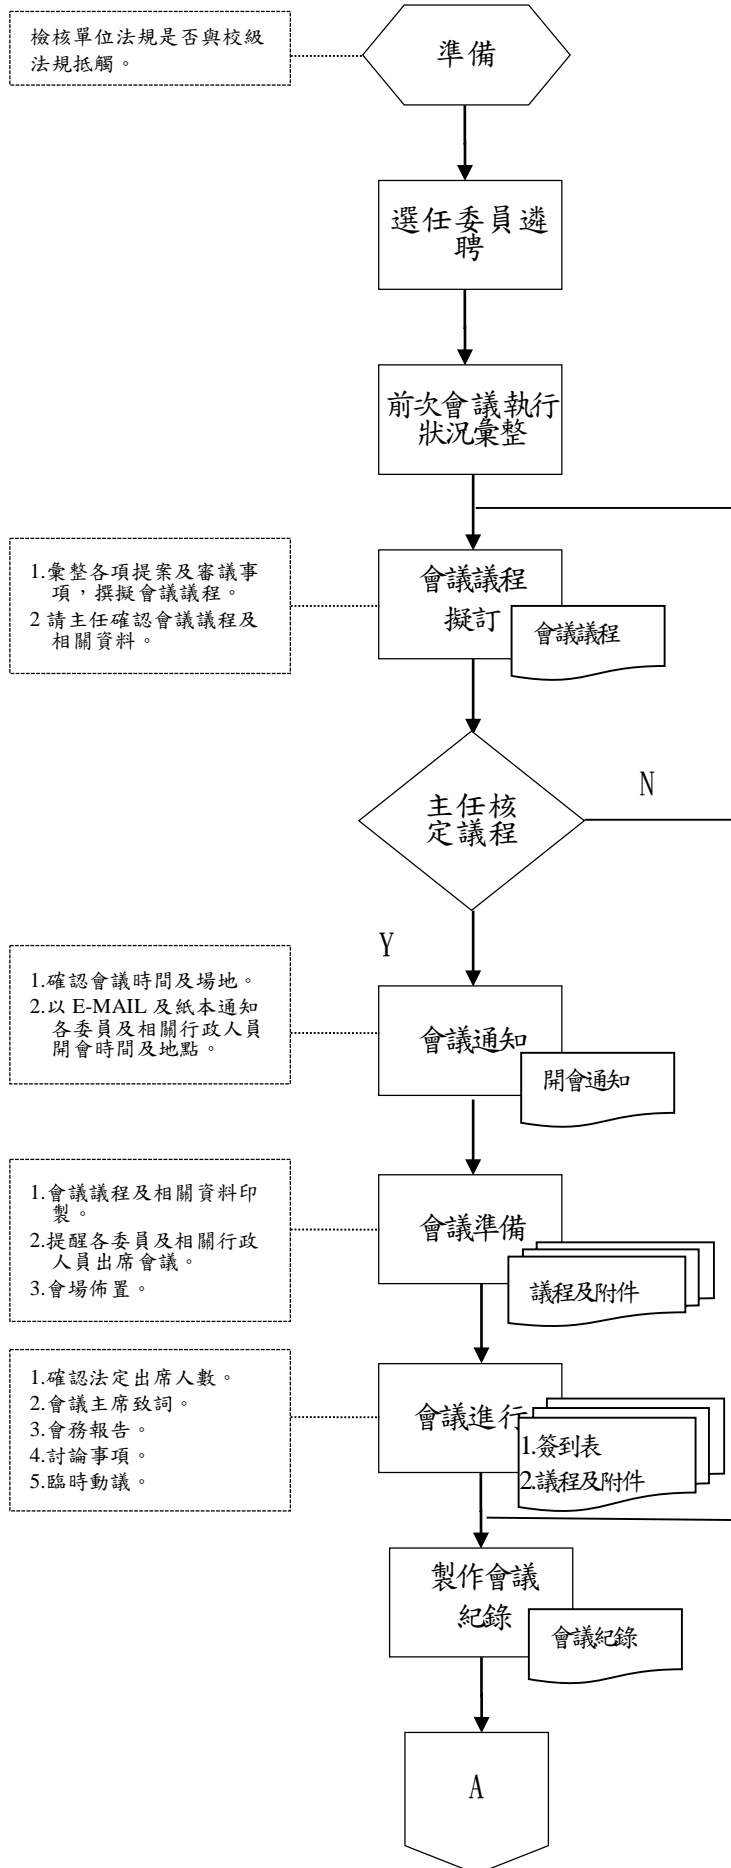 檢核單位法規是否與校級
法規抵觸。
準備
選任委員遴
聘
前次會議執行
狀況彙整
1.彙整各項提案及審議事
項，撰擬會議議程。
2 請主任確認會議議程及
相關資料。
會議議程
擬訂
會議議程
主任核
定議程
N
Y
1.確認會議時間及場地。
2.以 E-MAIL 及紙本通知
各委員及相關行政人員
開會時間及地點。
會議通知
開會通知
1.會議議程及相關資料印
製。
2.提醒各委員及相關行政
人員出席會議。
3.會場佈置。
會議準備
議程及附件
1.確認法定出席人數。
2.會議主席致詞。
3.會務報告。
4.討論事項。
5.臨時動議。
會議進行
1.簽到表
2.議程及附件
製作會議
紀錄
會議紀錄
A